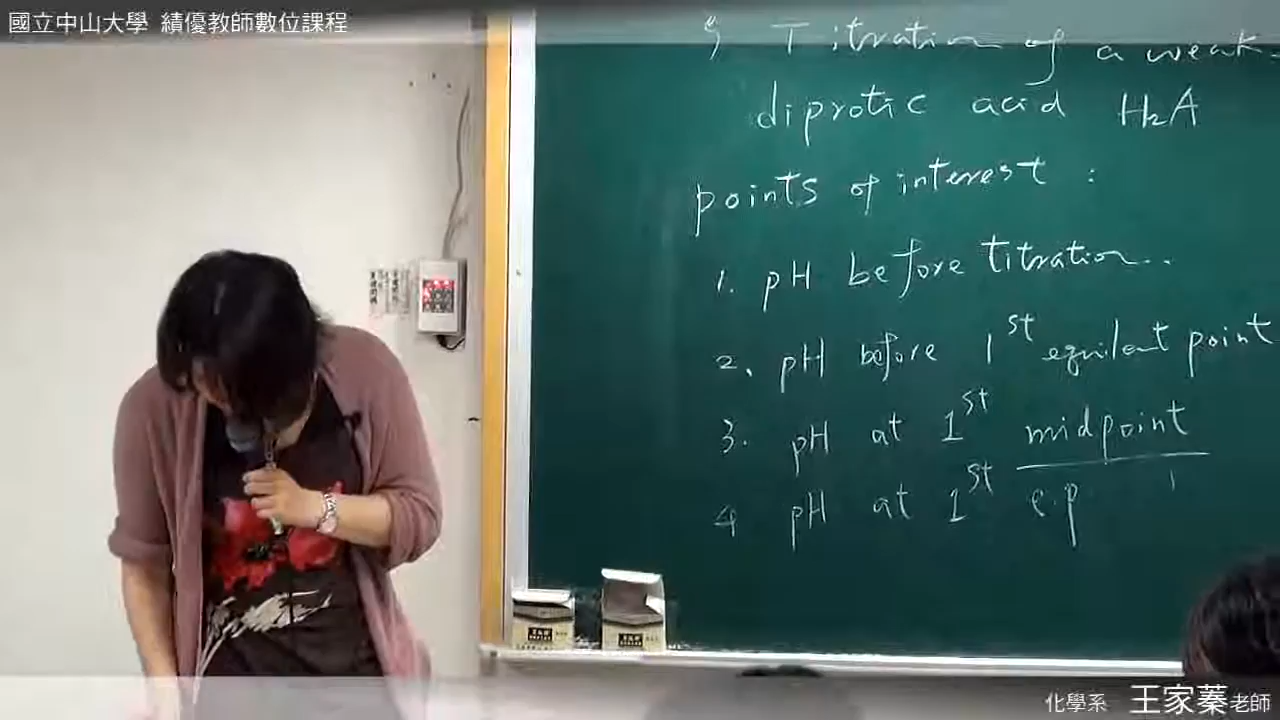 國立中山大學 績優教師數位課程
5 Titration of a weak
diprotic acid H₂A
points of interest :
1. pH before titration..
2. pH before 1st equilent point
3. pH at 1st midpoint
4 pH at 1st e.p
化學系 王家蓁老師